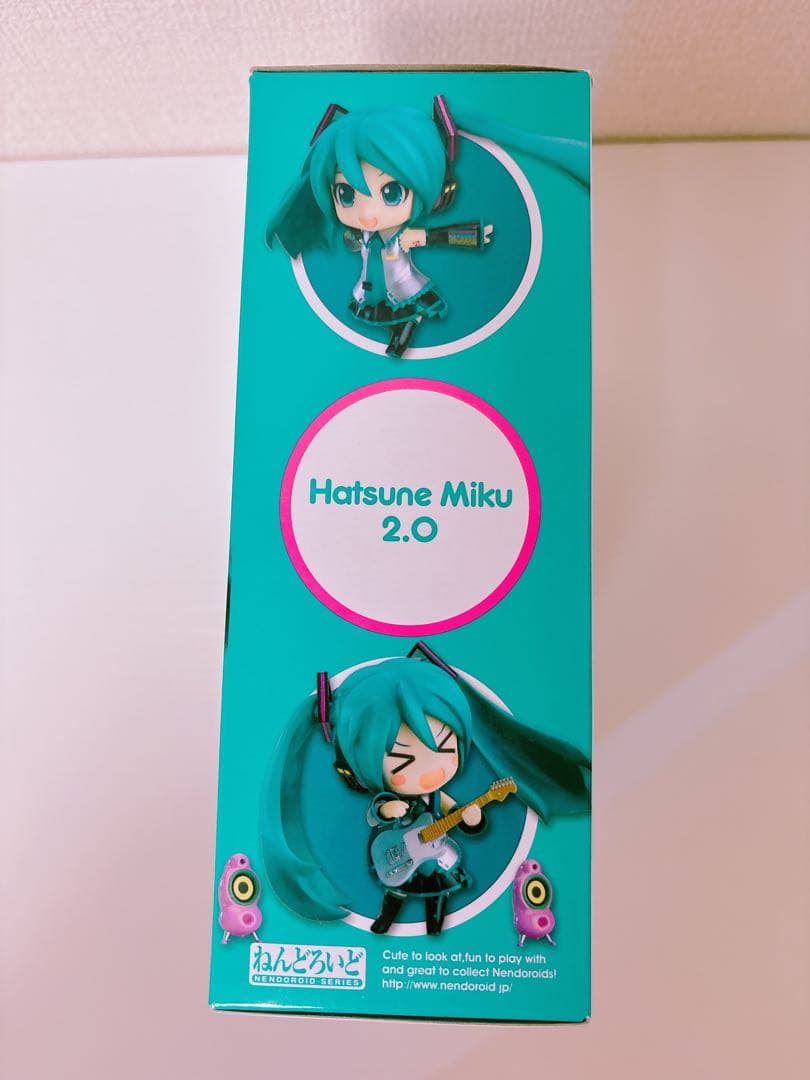 Hatsune Miku
2.0
ねんどろいど
NENDOROID SERIES
Cute to look at,fun to play with
and great to collect Nendoroids!
http://www.nendoroid.jp/